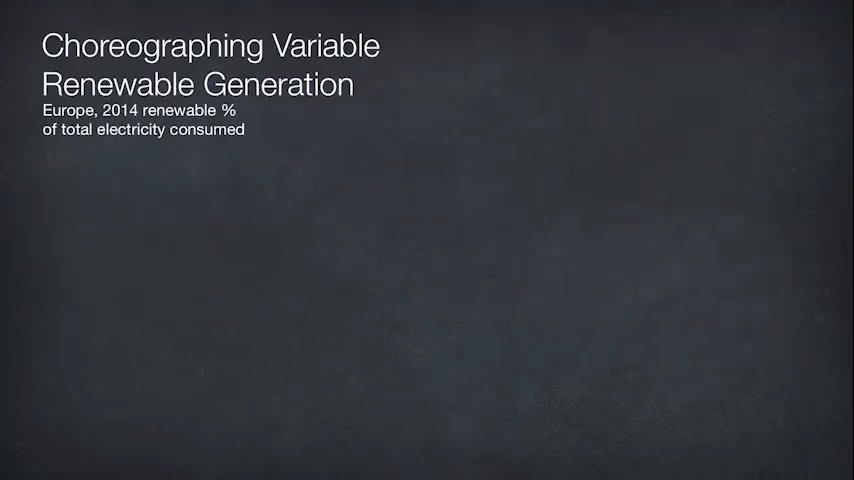 Choreographing Variable
Renewable Generation
Europe, 2014 renewable %
of total electricity consumed